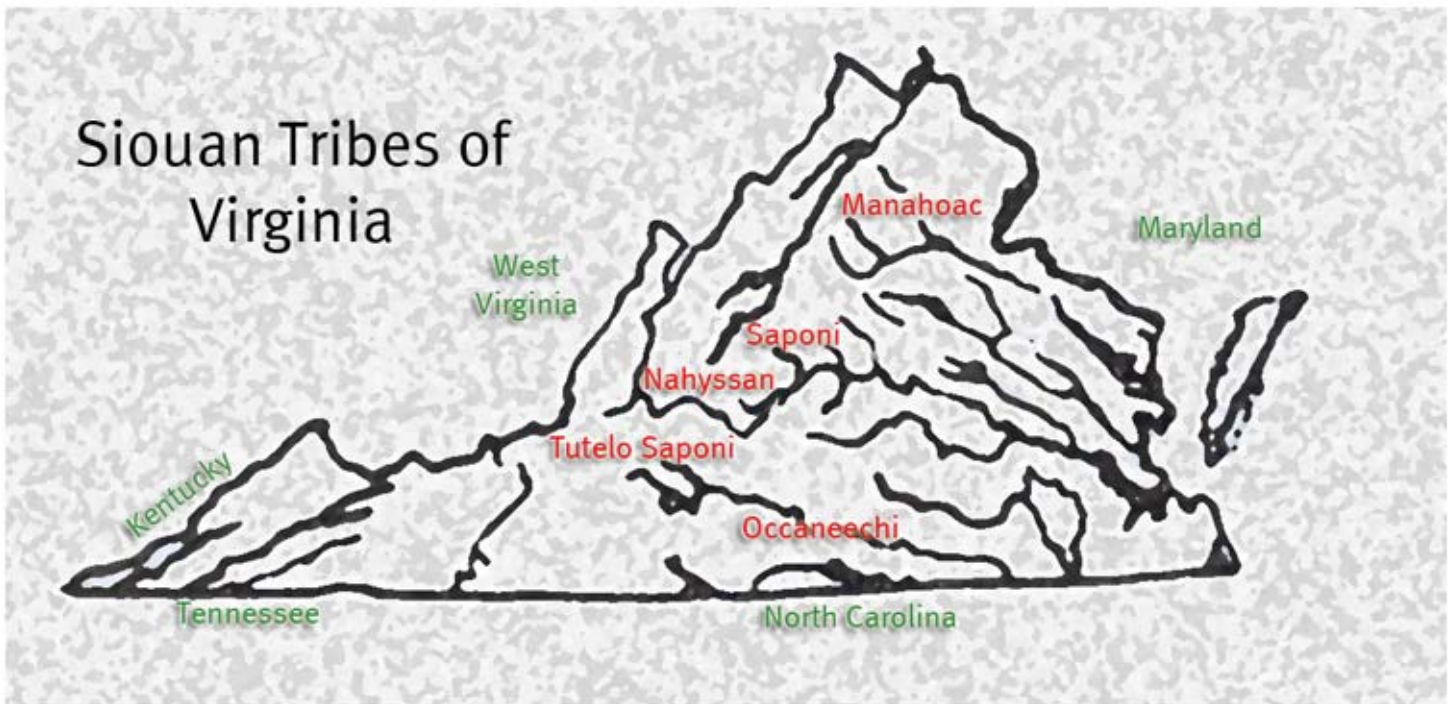 Siouan Tribes of
Virginia
Manahoac
Maryland
West
Virginia
Saponi
Nahyssan
Tutelo Saponi
Kentucky
Occaneechi
Tennessee
North Carolina